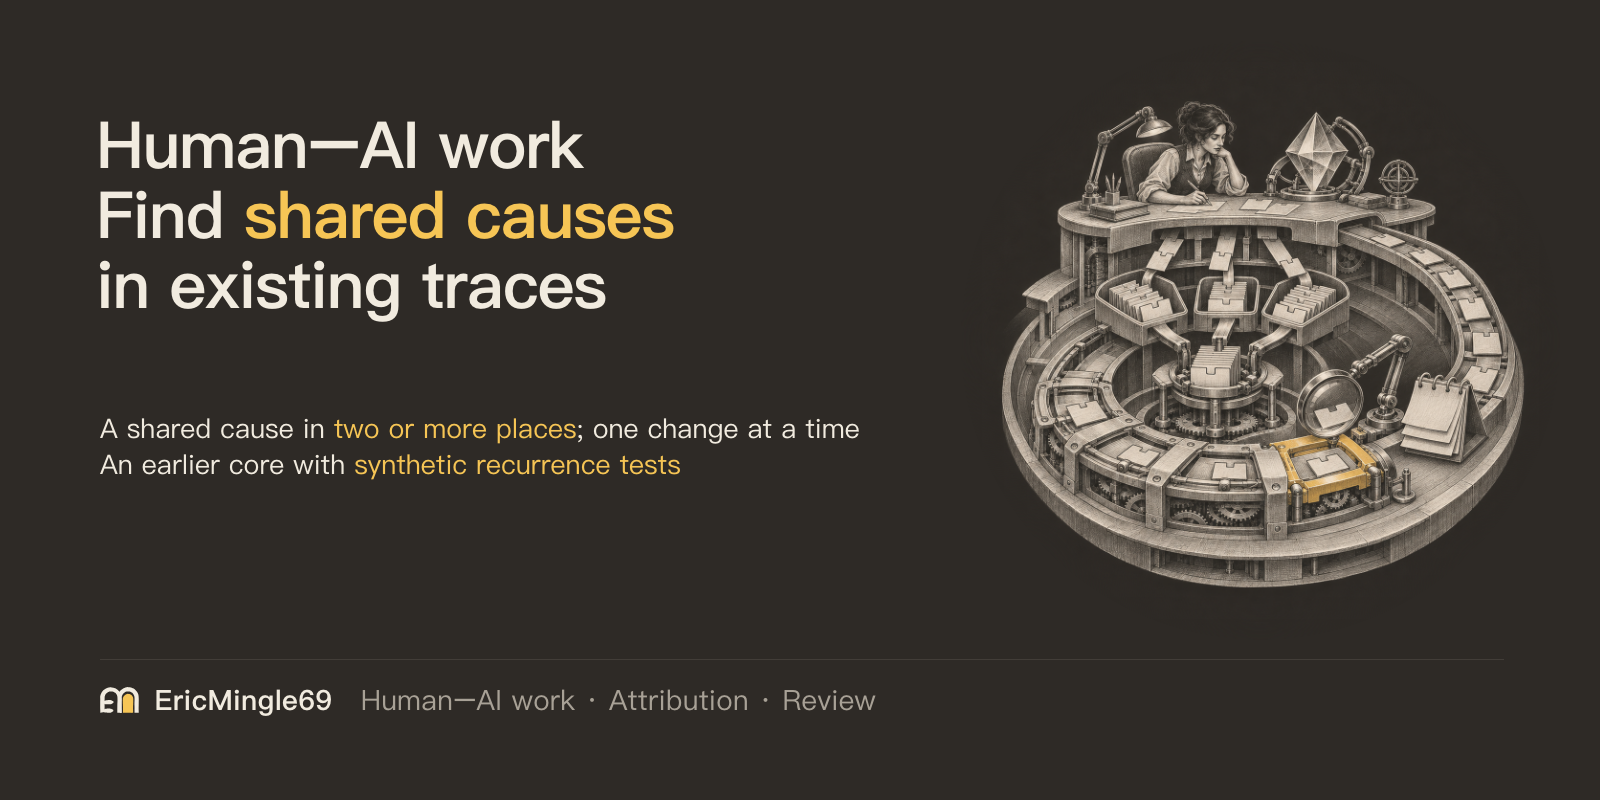 Human—AI work
Find shared causes
in existing traces
A shared cause in two or more places; one change at a time
An earlier core with synthetic recurrence tests
EricMingle69 Human—AI work · Attribution · Review